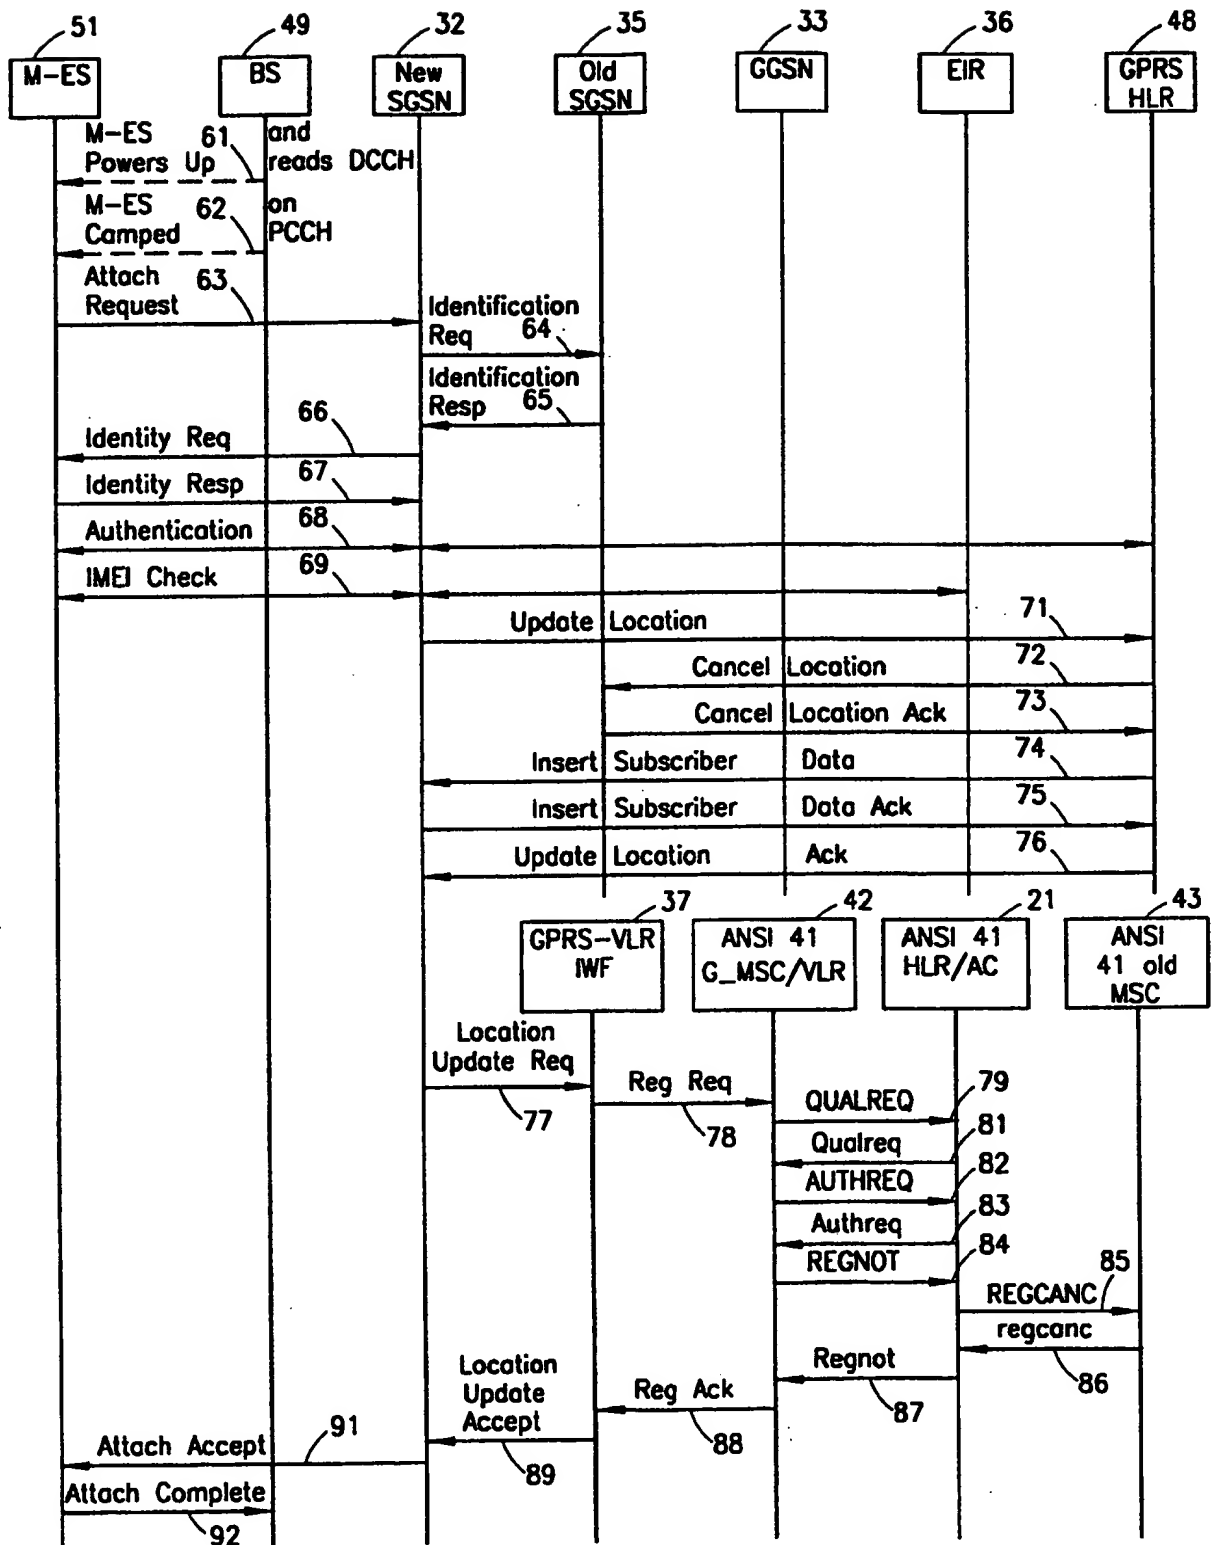 51 49 32 35 33 36 48
M-ES BS New SGSN Old SGSN GGSN EIR GPRS HLR
M-ES 61 and
Powers Up reads DCCH
M-ES 62 on
Camped PCCH
Attach 63
Request
Identification
Req 64
Identification
Resp 65
66
Identity Req
67
Identity Resp
68
Authentication
69
IMEI Check
Update Location 71
Cancel Location 72
Cancel Location Ack 73
Insert Subscriber Data 74
Insert Subscriber Data Ack 75
Update Location Ack 76
37 42 21 43
GPRS-VLR IWF ANSI 41 G_MSC/VLR ANSI 41 HLR/AC ANSI 41 old MSC
Location
Update Req
77
Reg Req
78
QUALREQ 79
Qualreq 81
AUTHREQ 82
Authreq 83
REGNOT 84
REGCANC 85
regcanc
86
Regnot
87
Reg Ack
88
Location
Update
Accept
89
Attach Accept 91
Attach Complete
92